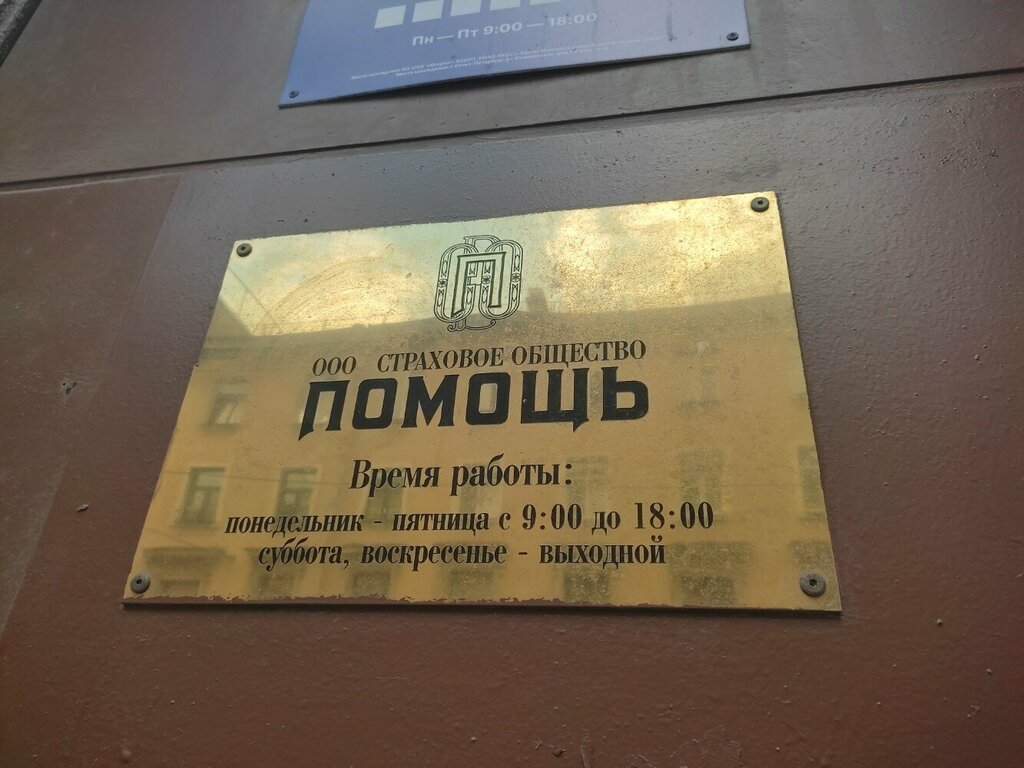 Пн — Пт 9:00 — 18:00
ООО СТРАХОВОЕ ОБЩЕСТВО
ПОМОЩЬ
Время работы:
понедельник - пятница с 9:00 до 18:00
суббота, воскресенье - выходной